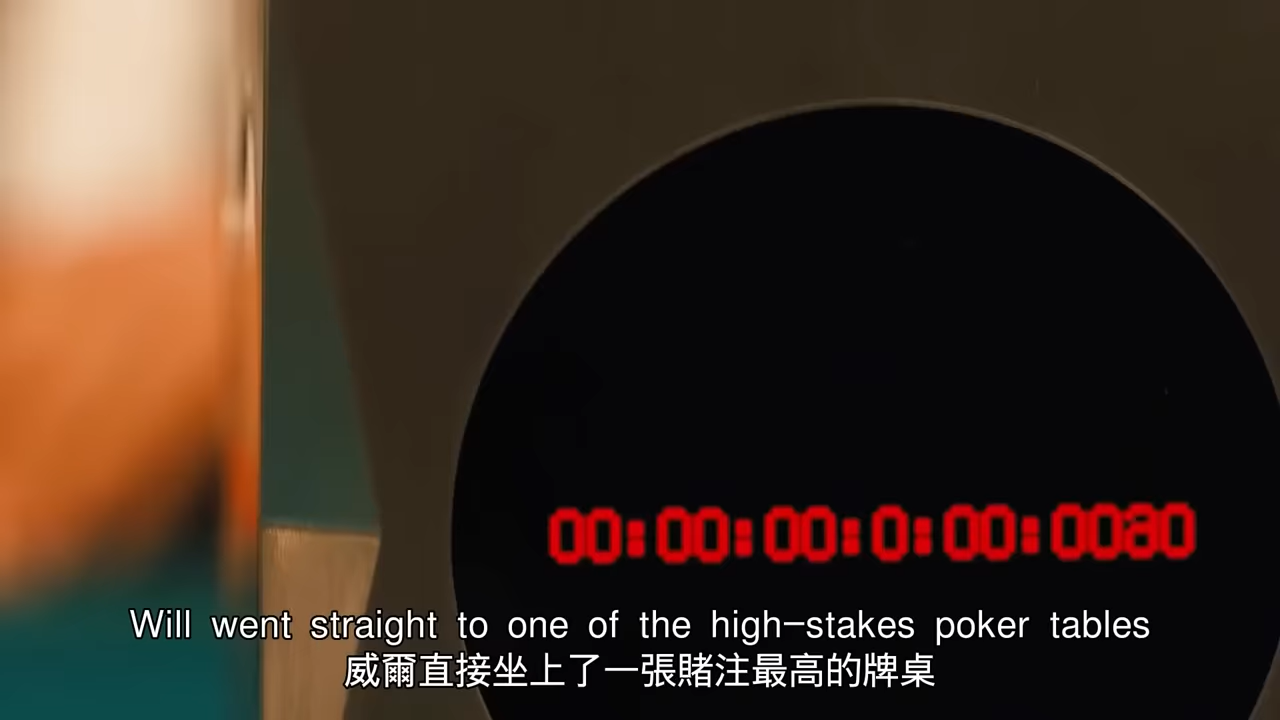 00:00:00:0:00:00a0
Will went straight to one of the high-stakes poker tables
威爾直接坐上了一張賭注最高的牌桌